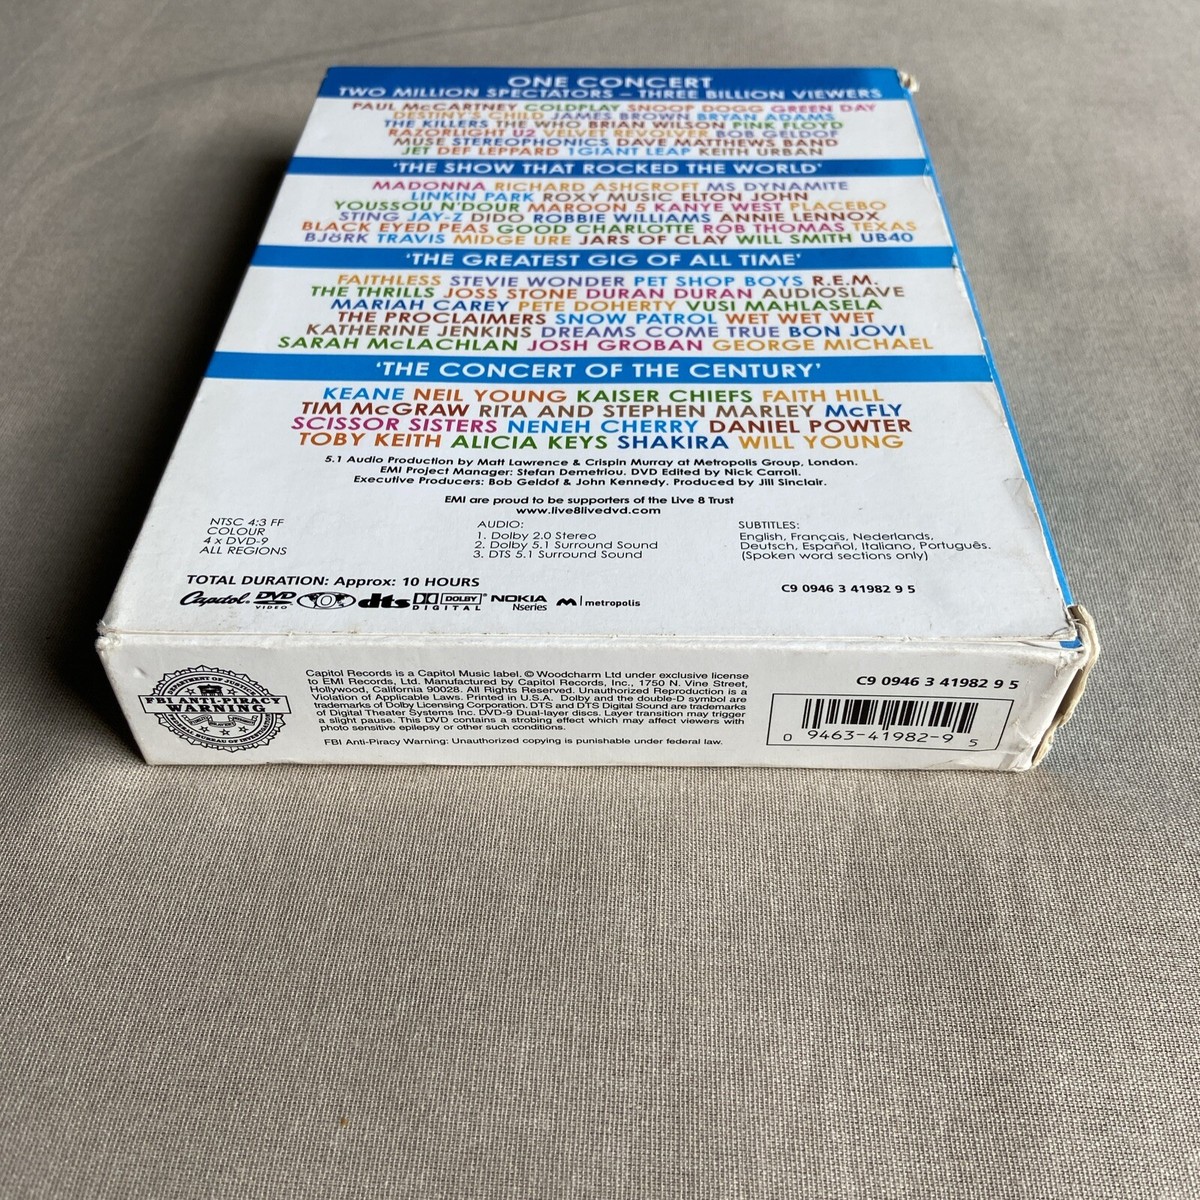 ONE CONCERT
TWO MILLION SPECTATORS – THREE BILLION VIEWERS
PAUL McCARTNEY COLDPLAY SNOOP DOGG GREEN DAY
DESTINY'S CHILD JAMES BROWN BRYAN ADAMS
THE KILLERS THE WHO BRIAN WILSON PINK FLOYD
RAZORLIGHT U2 VELVET REVOLVER BOB GELDOF
MUSE STEREOPHONICS DAVE MATTHEWS BAND
JET DEF LEPPARD 1 GIANT LEAP KEITH URBAN
'THE SHOW THAT ROCKED THE WORLD'
MADONNA RICHARD ASHCROFT MS DYNAMITE
LINKIN PARK ROXY MUSIC ELTON JOHN
YOUSSOU N'DOUR MAROON 5 KANYE WEST PLACEBO
STING JAY-Z DIDO ROBBIE WILLIAMS ANNIE LENNOX
BLACK EYED PEAS GOOD CHARLOTTE ROB THOMAS TEXAS
BJöRK TRAVIS MIDGE URE JARS OF CLAY WILL SMITH UB40
'THE GREATEST GIG OF ALL TIME'
FAITHLESS STEVIE WONDER PET SHOP BOYS R.E.M.
THE THRILLS JOSS STONE DURAN DURAN AUDIOSLAVE
MARIAH CAREY PETE DOHERTY VUSI MAHLASELA
THE PROCLAIMERS SNOW PATROL WET WET WET
KATHERINE JENKINS DREAMS COME TRUE BON JOVI
SARAH McLACHLAN JOSH GROBAN GEORGE MICHAEL
'THE CONCERT OF THE CENTURY'
KEANE NEIL YOUNG KAISER CHIEFS FAITH HILL
TIM McGRAW RITA AND STEPHEN MARLEY McFLY
SCISSOR SISTERS NENEH CHERRY DANIEL POWTER
TOBY KEITH ALICIA KEYS SHAKIRA WILL YOUNG
5.1 Audio Production by Matt Lawrence & Crispin Murray at Metropolis Group, London.
EMI Project Manager: Stefan Demetriou. DVD Edited by Nick Carroll.
Executive Producers: Bob Geldof & John Kennedy. Produced by Jill Sinclair.
EMI are proud to be supporters of the Live 8 Trust
www.live8livedvd.com
NTSC 4:3 FF
COLOUR
4 x DVD-9
ALL REGIONS
AUDIO:
1. Dolby 2.0 Stereo
2. Dolby 5.1 Surround Sound
3. DTS 5.1 Surround Sound
SUBTITLES:
English, Français, Nederlands,
Deutsch, Español, Italiano, Português.
(Spoken word sections only)
TOTAL DURATION: Approx: 10 HOURS
C9 0946 3 41982 9 5
Capitol. DVD VIDEO dts DOLBY DIGITAL NOKIA Nseries metropolis
DEPARTMENT OF JUSTICE
FBI ANTI-PIRACY
WARNING
FEDERAL BUREAU OF INVESTIGATION
Capitol Records is a Capitol Music label. © Woodcharm Ltd under exclusive license
to EMI Records, Ltd. Manufactured by Capitol Records, Inc., 1750 N. Vine Street,
Hollywood, California 90028. All Rights Reserved. Unauthorized Reproduction is a
Violation of Applicable Laws. Printed in U.S.A. Dolby and the double-D symbol are
trademarks of Dolby Licensing Corporation. DTS and DTS Digital Sound are trademarks
of Digital Theater Systems Inc. DVD-9 Dual-layer discs. Layer transition may trigger
a slight pause. This DVD contains a strobing effect which may affect viewers with
photo sensitive epilepsy or other such conditions.
FBI Anti-Piracy Warning: Unauthorized copying is punishable under federal law.
C9 0946 3 41982 9 5
0 9463-41982-9 5